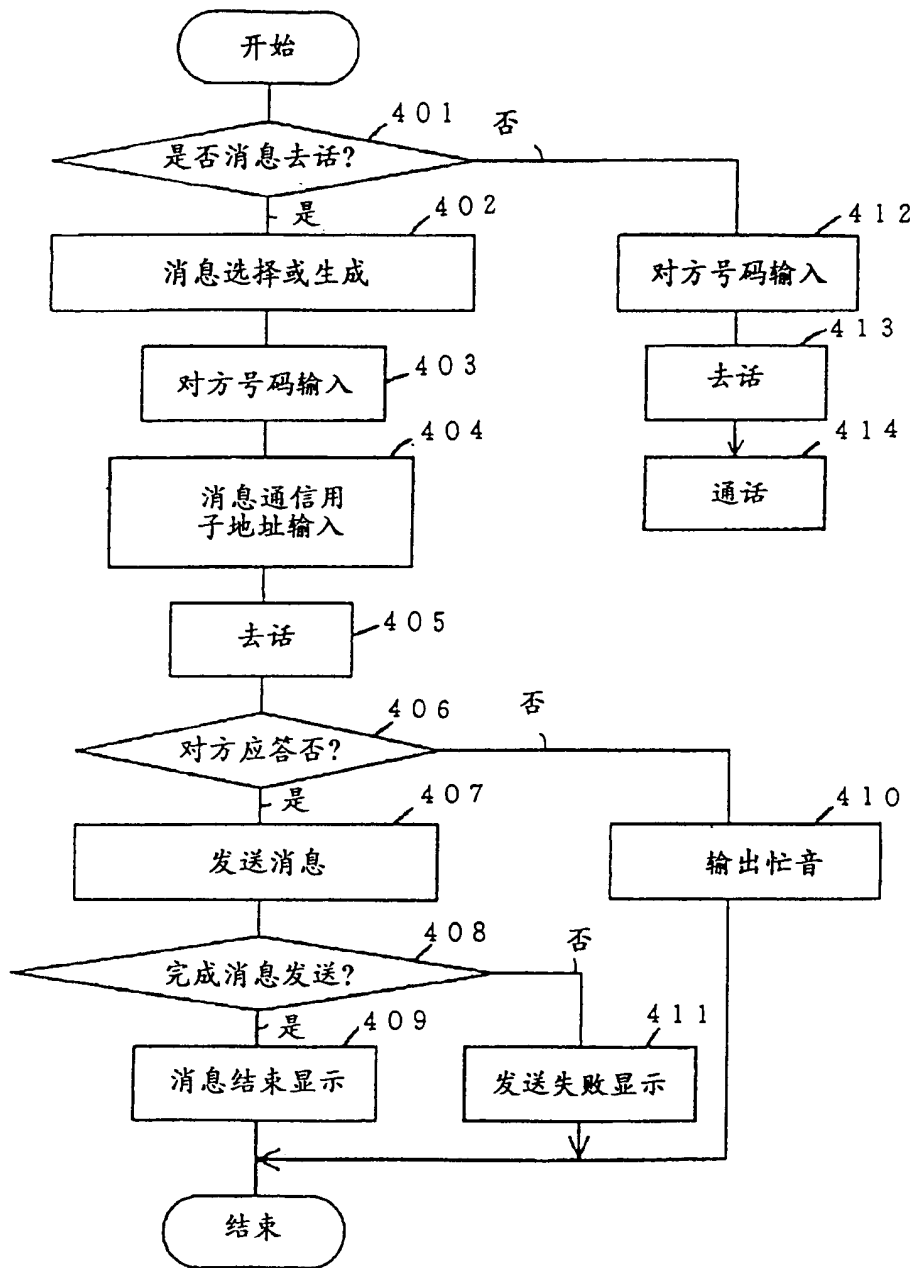 开始
401
否
是否消息去话?
是
402
412
消息选择或生成
对方号码输入
413
对方号码输入
403
去话
404
414
消息通信用
子地址输入
通话
去话
405
406
否
对方应答否?
是
407
410
发送消息
输出忙音
408
否
完成消息发送?
是
409
411
消息结束显示
发送失败显示
结束